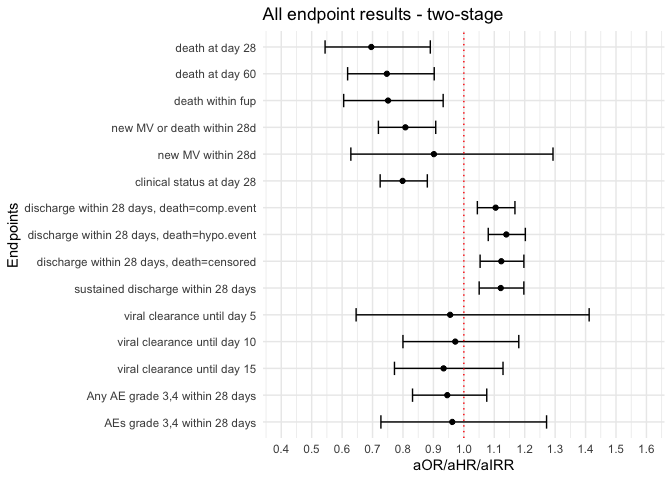 All endpoint results - two-stage
Endpoints
death at day 28
death at day 60
death within fup
new MV or death within 28d
new MV within 28d
clinical status at day 28
discharge within 28 days, death=comp.event
discharge within 28 days, death=hypo.event
discharge within 28 days, death=censored
sustained discharge within 28 days
viral clearance until day 5
viral clearance until day 10
viral clearance until day 15
Any AE grade 3,4 within 28 days
AEs grade 3,4 within 28 days
0.4 0.5 0.6 0.7 0.8 0.9 1.0 1.1 1.2 1.3 1.4 1.5 1.6
aOR/aHR/aIRR